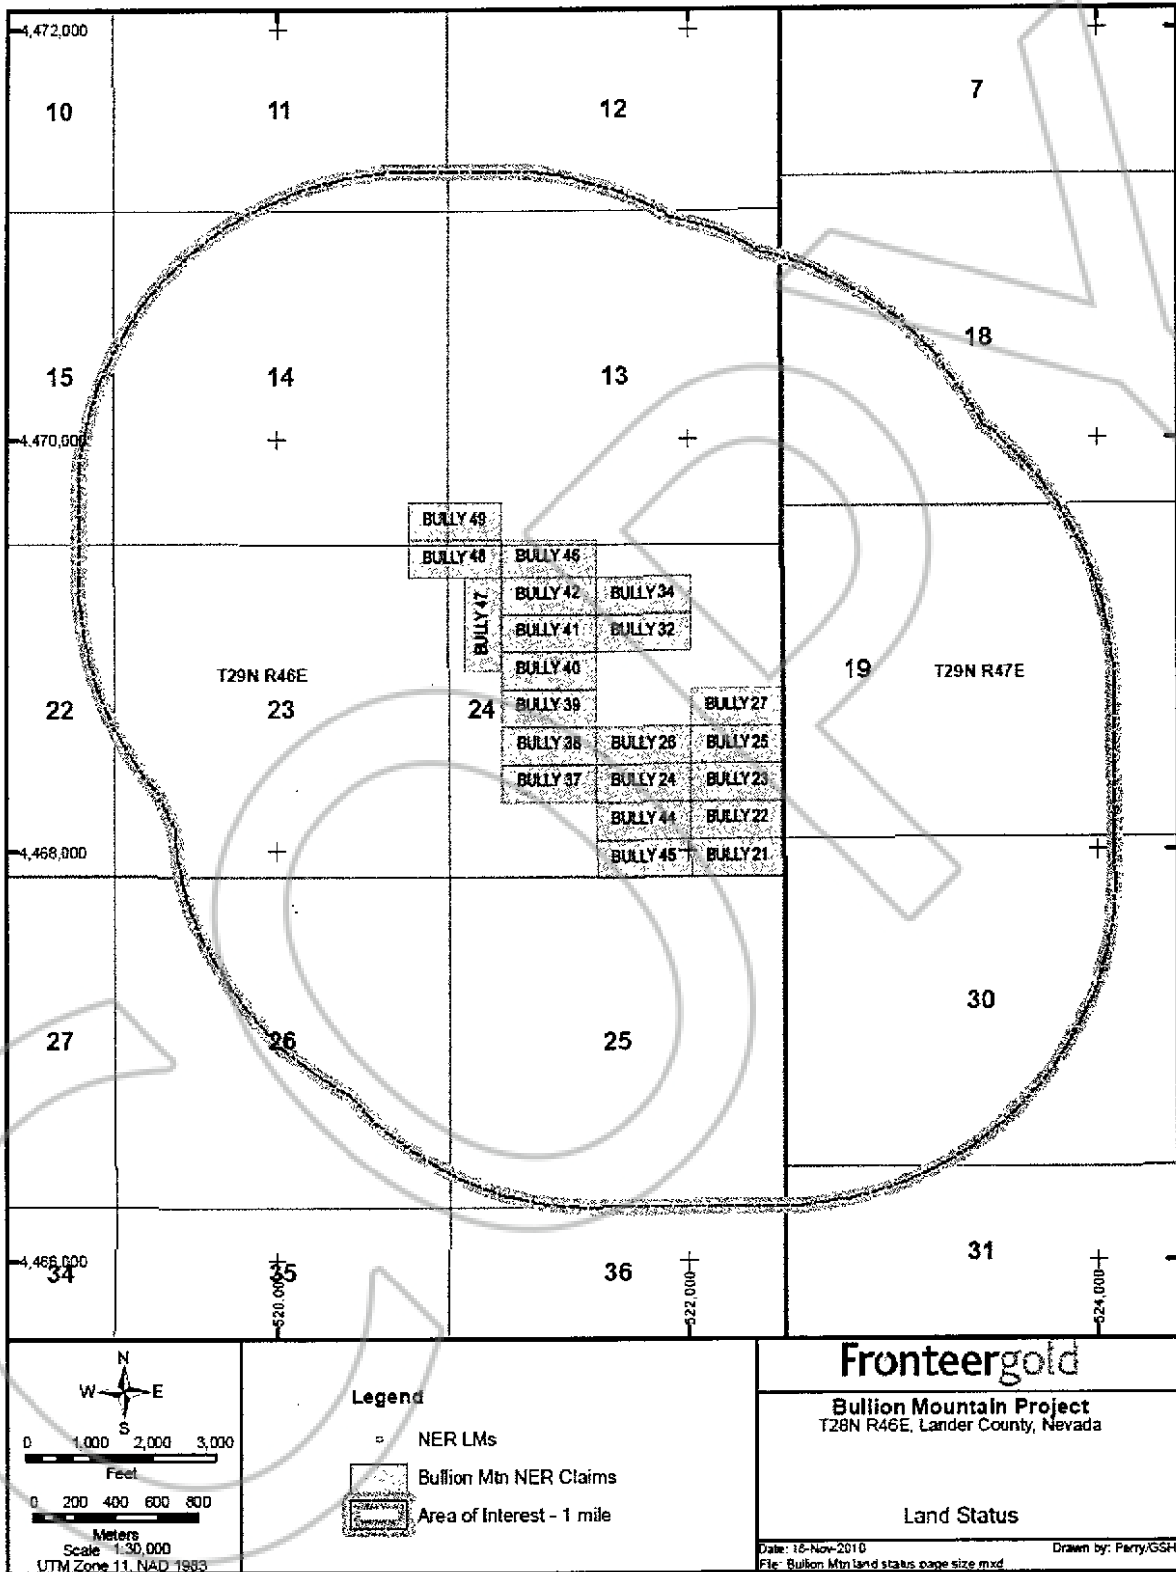 4,472,000
10
11
12
7
15
14
13
18
4,470,000
BULLY 49
BULLY 48
BULLY 46
BULLY 47
BULLY 42
BULLY 34
BULLY 41
BULLY 32
BULLY 40
T29N R46E
19
T29N R47E
22
23
24
BULLY 39
BULLY 27
BULLY 38
BULLY 26
BULLY 25
BULLY 37
BULLY 24
BULLY 23
BULLY 44
BULLY 22
4,468,000
BULLY 45
BULLY 21
27
26
25
30
4,466,000
34
35
36
31
520,000
522,000
524,000
COPY
N
W
E
S
0 1,000 2,000 3,000
Feet
0 200 400 600 800
Meters
Scale 1:30,000
UTM Zone 11, NAD 1983
Legend
NER LMs
Bullion Mtn NER Claims
Area of Interest - 1 mile
Fronteergold
Bullion Mountain Project
T28N R46E, Lander County, Nevada
Land Status
Date: 18-Nov-2010
Drawn by: Perry/GSH
File: Bullion Mtn land status page size.mxd